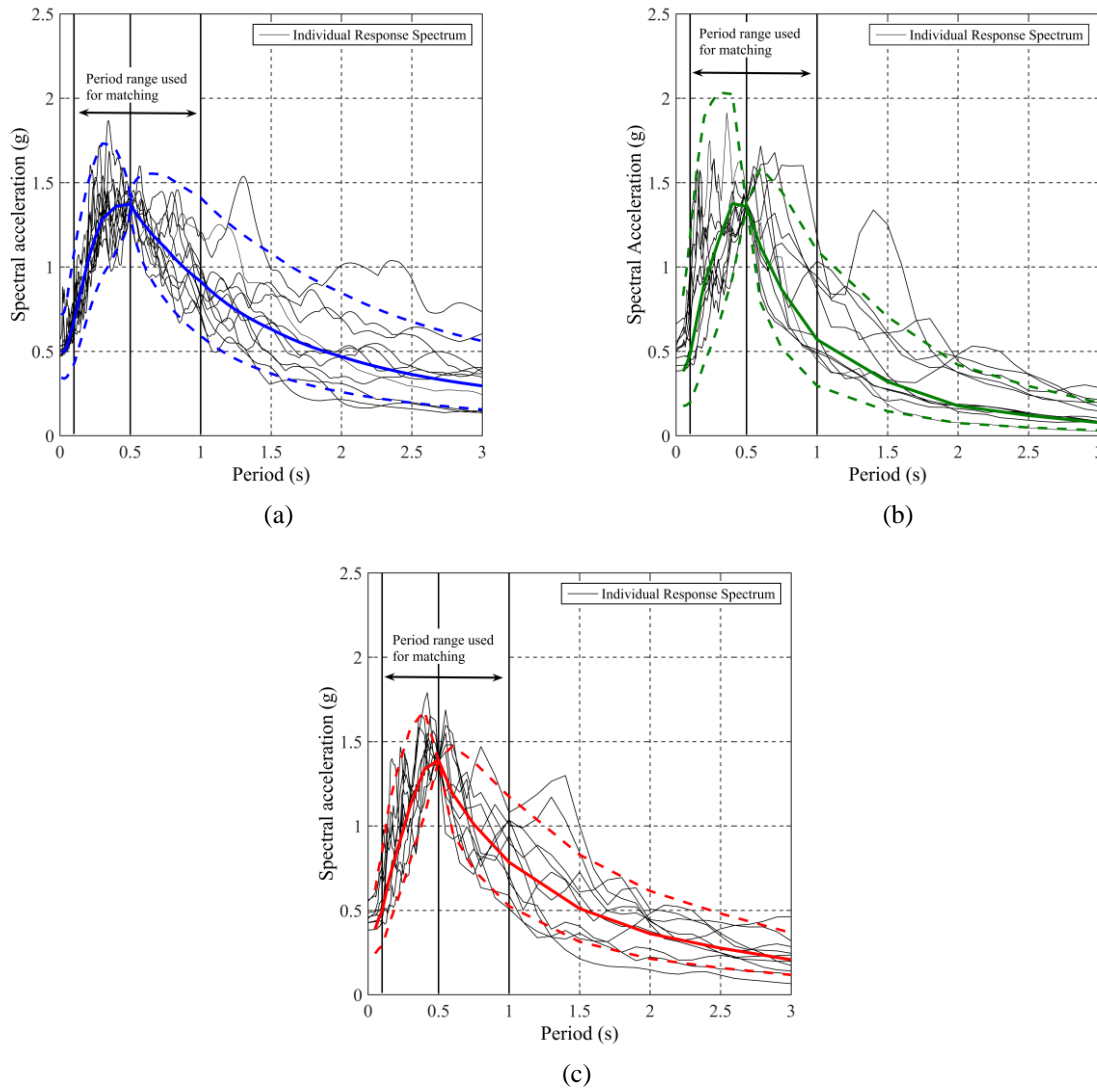 2.5
Individual Response Spectrum
Period range used
for matching
2
1.5
1
0.5
0
Spectral acceleration (g)
0 0.5 1 1.5 2 2.5 3
Period (s)
(a)
2.5
Individual Response Spectrum
Period range used
for matching
2
1.5
1
0.5
0
Spectral Acceleration (g)
0 0.5 1 1.5 2 2.5 3
Period (s)
(b)
2.5
Individual Response Spectrum
Period range used
for matching
2
1.5
1
0.5
0
Spectral acceleration (g)
0 0.5 1 1.5 2 2.5 3
Period (s)
(c)